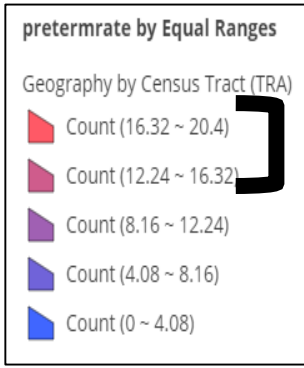 pretermrate by Equal Ranges
Geography by Census Tract (TRA)
Count (16.32 ~ 20.4)
Count (12.24 ~ 16.32)
Count (8.16 ~ 12.24)
Count (4.08 ~ 8.16)
Count (0 ~ 4.08)